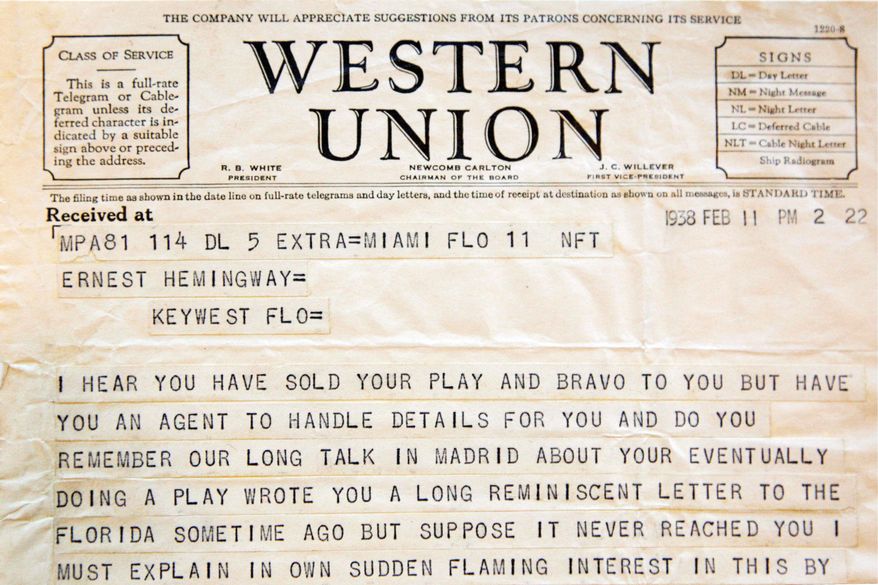 THE COMPANY WILL APPRECIATE SUGGESTIONS FROM ITS PATRONS CONCERNING ITS SERVICE
1220-S
CLASS OF SERVICE
This is a full-rate
Telegram or Cable-
gram unless its de-
ferred character is in-
dicated by a suitable
sign above or preced-
ing the address.
WESTERN
UNION
R. B. WHITE
PRESIDENT
NEWCOMB CARLTON
CHAIRMAN OF THE BOARD
J. C. WILLEVER
FIRST VICE-PRESIDENT
SIGNS
DL = Day Letter
NM = Night Message
NL = Night Letter
LC = Deferred Cable
NLT = Cable Night Letter
Ship Radiogram
The filing time as shown in the date line on full-rate telegrams and day letters, and the time of receipt at destination as shown on all messages, is STANDARD TIME.
Received at
1938 FEB 11 PM 2 22
MPA81 114 DL 5 EXTRA=MIAMI FLO 11 NFT
ERNEST HEMINGWAY=
KEYWEST FLO=
I HEAR YOU HAVE SOLD YOUR PLAY AND BRAVO TO YOU BUT HAVE
YOU AN AGENT TO HANDLE DETAILS FOR YOU AND DO YOU
REMEMBER OUR LONG TALK IN MADRID ABOUT YOUR EVENTUALLY
DOING A PLAY WROTE YOU A LONG REMINISCENT LETTER TO THE
FLORIDA SOMETIME AGO BUT SUPPOSE IT NEVER REACHED YOU I
MUST EXPLAIN IN OWN SUDDEN FLAMING INTEREST IN THIS BY